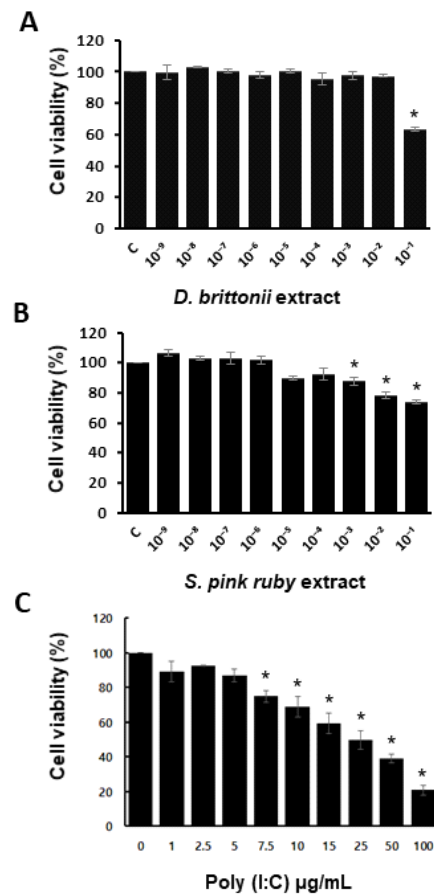 A
Cell viability (%)
120
100
80
60
40
20
0
*
C 10⁻⁹ 10⁻⁸ 10⁻⁷ 10⁻⁶ 10⁻⁵ 10⁻⁴ 10⁻³ 10⁻² 10⁻¹
D. brittonii extract
B
Cell viability (%)
120
100
80
60
40
20
0
* * *
C 10⁻⁹ 10⁻⁸ 10⁻⁷ 10⁻⁶ 10⁻⁵ 10⁻⁴ 10⁻³ 10⁻² 10⁻¹
S. pink ruby extract
C
Cell viability (%)
120
100
80
60
40
20
0
* * * * * *
0 1 2.5 5 7.5 10 15 25 50 100
Poly (I:C) µg/mL